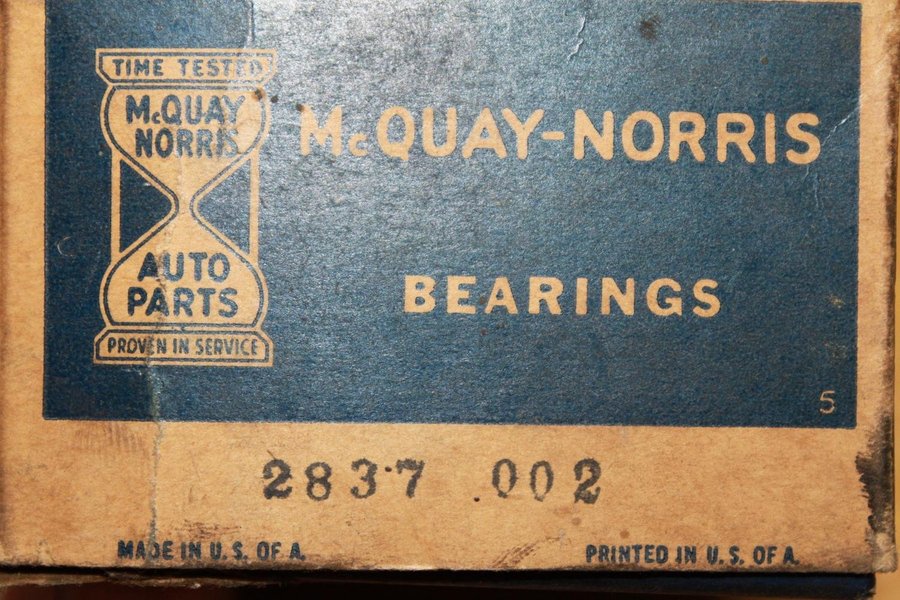 TIME TESTED
McQUAY
NORRIS
AUTO
PARTS
PROVEN IN SERVICE
McQUAY-NORRIS
BEARINGS
5
2837 002
MADE IN U. S. OF A.
PRINTED IN U. S. OF A.